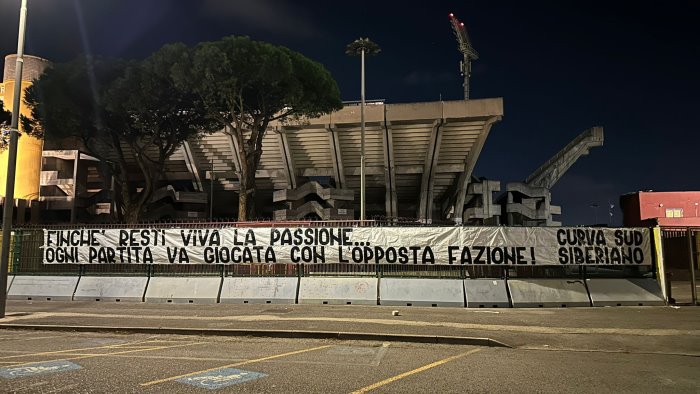 FINCHE' RESTI VIVA LA PASSIONE...
OGNI PARTITA VA GIOCATA CON L'OPPOSTA FAZIONE!
CURVA SUD
SIBERIANO